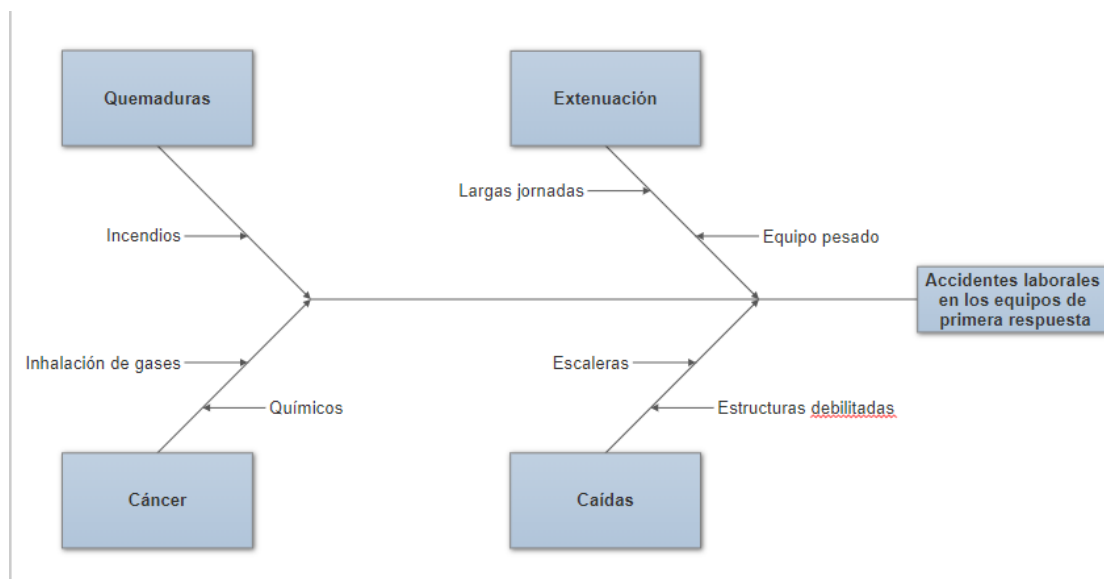 Quemaduras
Extenuación
Largas jornadas
Incendios
Equipo pesado
Accidentes laborales
en los equipos de
primera respuesta
Inhalación de gases
Escaleras
Químicos
Estructuras debilitadas
Cáncer
Caídas